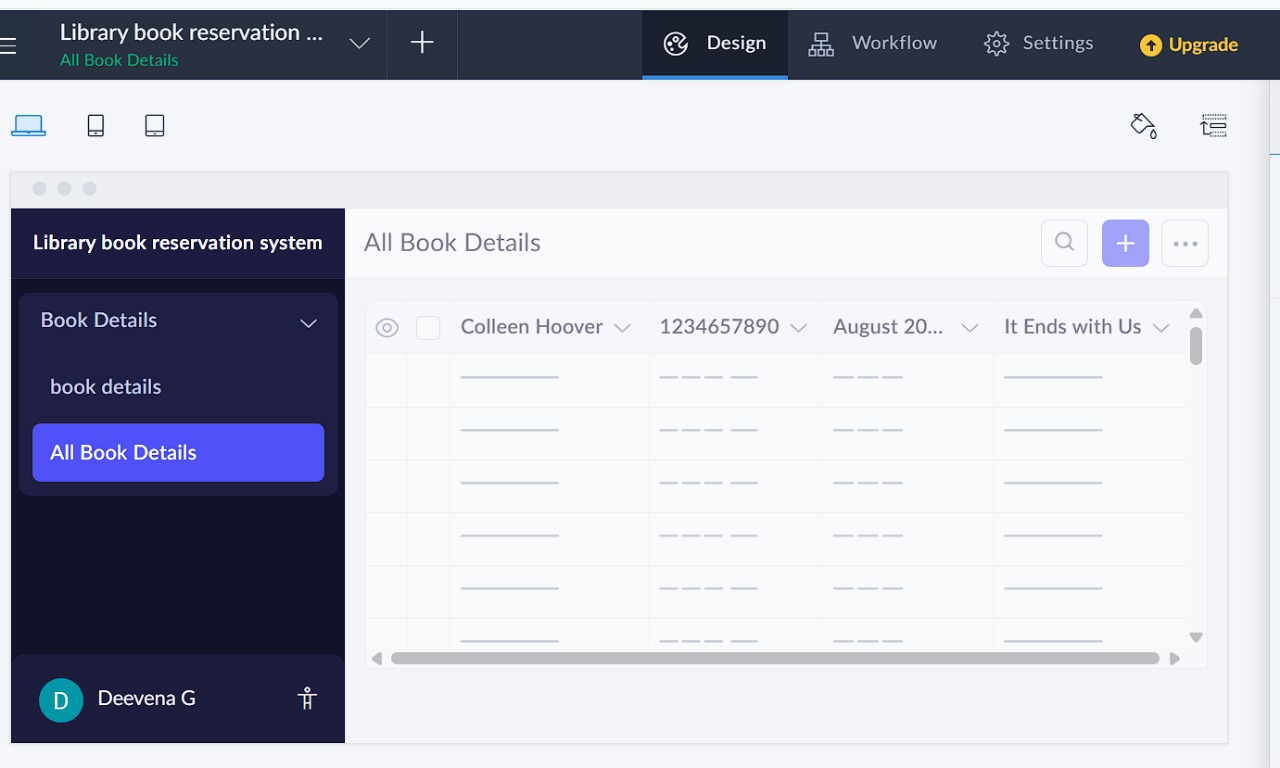 Library book reservation ...
All Book Details
Design
Workflow
Settings
Upgrade
Library book reservation system
All Book Details
Book Details
book details
All Book Details
Colleen Hoover
1234657890
August 20...
It Ends with Us
D
Deevena G